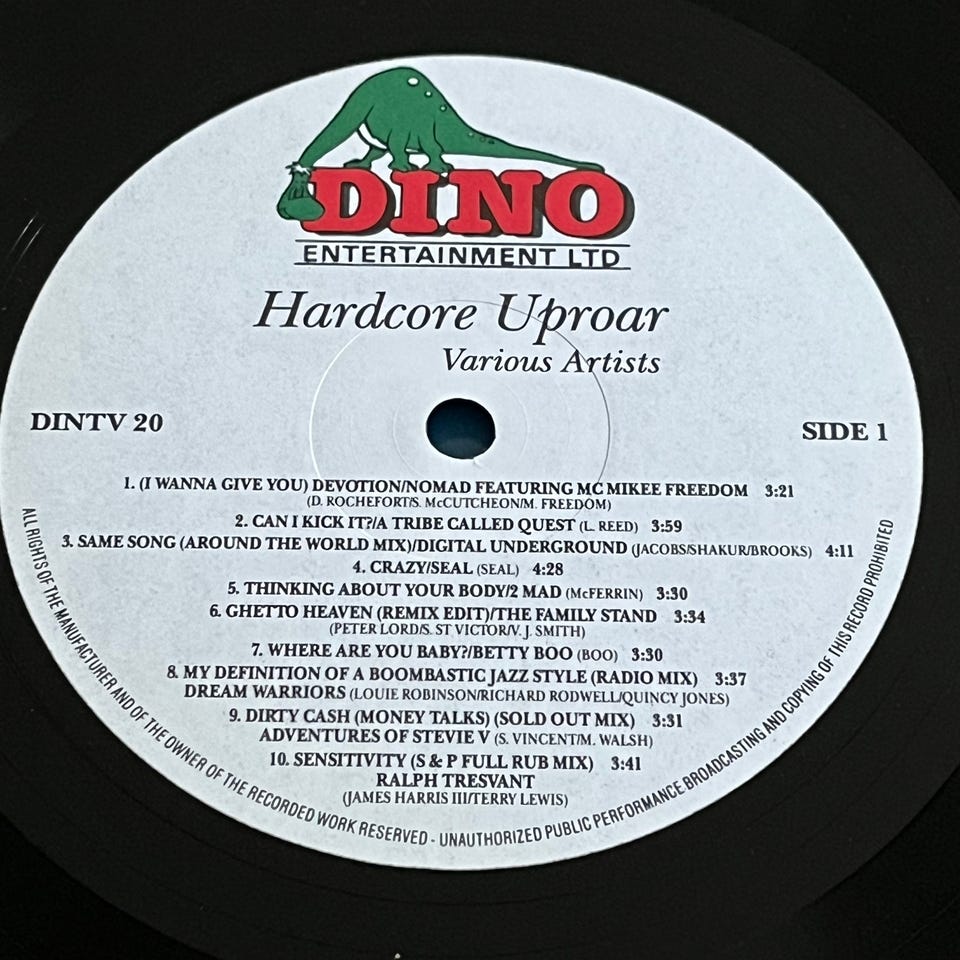 DINO
ENTERTAINMENT LTD
Hardcore Uproar
Various Artists
DINTV 20
SIDE 1
1. (I WANNA GIVE YOU) DEVOTION/NOMAD FEATURING MC MIKEE FREEDOM 3:21
(D. ROCHEFORT/S. McCUTCHEON/M. FREEDOM)
2. CAN I KICK IT?/A TRIBE CALLED QUEST (L. REED) 3:59
3. SAME SONG (AROUND THE WORLD MIX)/DIGITAL UNDERGROUND (JACOBS/SHAKUR/BROOKS) 4:11
4. CRAZY/SEAL (SEAL) 4:28
5. THINKING ABOUT YOUR BODY/2 MAD (McFERRIN) 3:30
6. GHETTO HEAVEN (REMIX EDIT)/THE FAMILY STAND 3:34
(PETER LORD/S. ST VICTOR/V. J. SMITH)
7. WHERE ARE YOU BABY?/BETTY BOO (BOO) 3:30
8. MY DEFINITION OF A BOOMBASTIC JAZZ STYLE (RADIO MIX) 3:37
DREAM WARRIORS (LOUIE ROBINSON/RICHARD RODWELL/QUINCY JONES)
9. DIRTY CASH (MONEY TALKS) (SOLD OUT MIX) 3:31
ADVENTURES OF STEVIE V (S. VINCENT/M. WALSH)
10. SENSITIVITY (S & P FULL RUB MIX) 3:41
RALPH TRESVANT
(JAMES HARRIS III/TERRY LEWIS)
ALL RIGHTS OF THE MANUFACTURER AND OF THE OWNER OF THE RECORDED WORK RESERVED - UNAUTHORIZED PUBLIC PERFORMANCE BROADCASTING AND COPYING OF THIS RECORD PROHIBITED